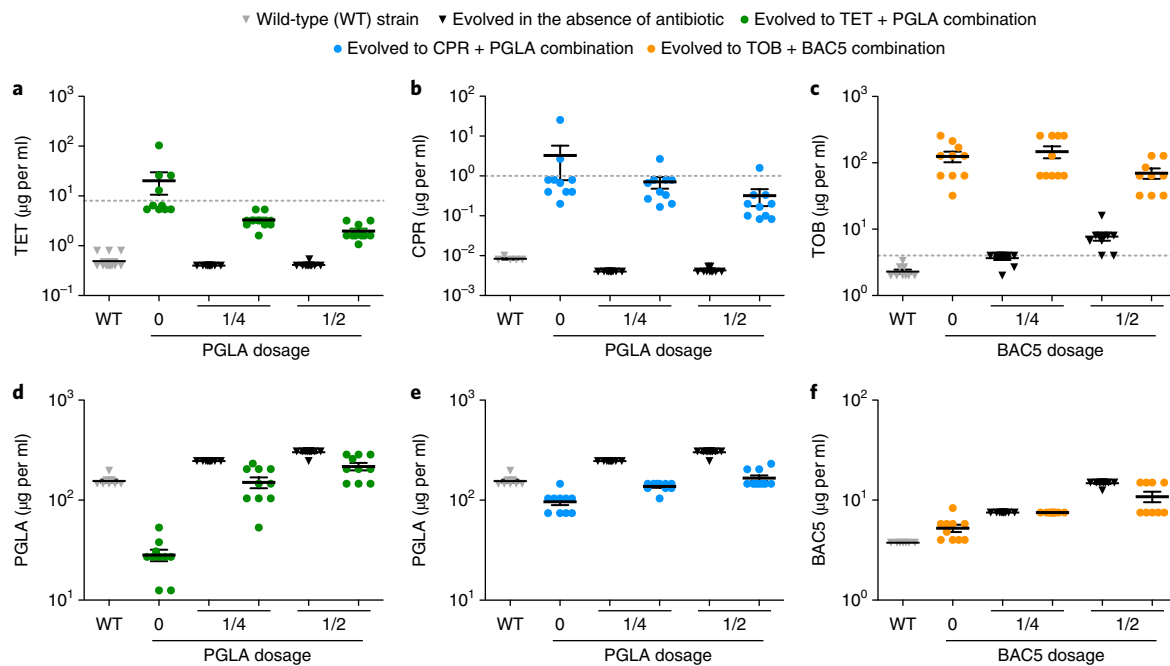 Wild-type (WT) strain Evolved in the absence of antibiotic Evolved to TET + PGLA combination
Evolved to CPR + PGLA combination Evolved to TOB + BAC5 combination
a
TET (μg per ml)
10³
10²
10¹
10⁰
10⁻¹
WT 0 1/4 1/2
PGLA dosage
b
CPR (μg per ml)
10²
10¹
10⁰
10⁻¹
10⁻²
10⁻³
WT 0 1/4 1/2
PGLA dosage
c
TOB (μg per ml)
10³
10²
10¹
10⁰
WT 0 1/4 1/2
BAC5 dosage
d
PGLA (μg per ml)
10³
10²
10¹
WT 0 1/4 1/2
PGLA dosage
e
PGLA (μg per ml)
10³
10²
10¹
WT 0 1/4 1/2
PGLA dosage
f
BAC5 (μg per ml)
10²
10¹
10⁰
WT 0 1/4 1/2
BAC5 dosage